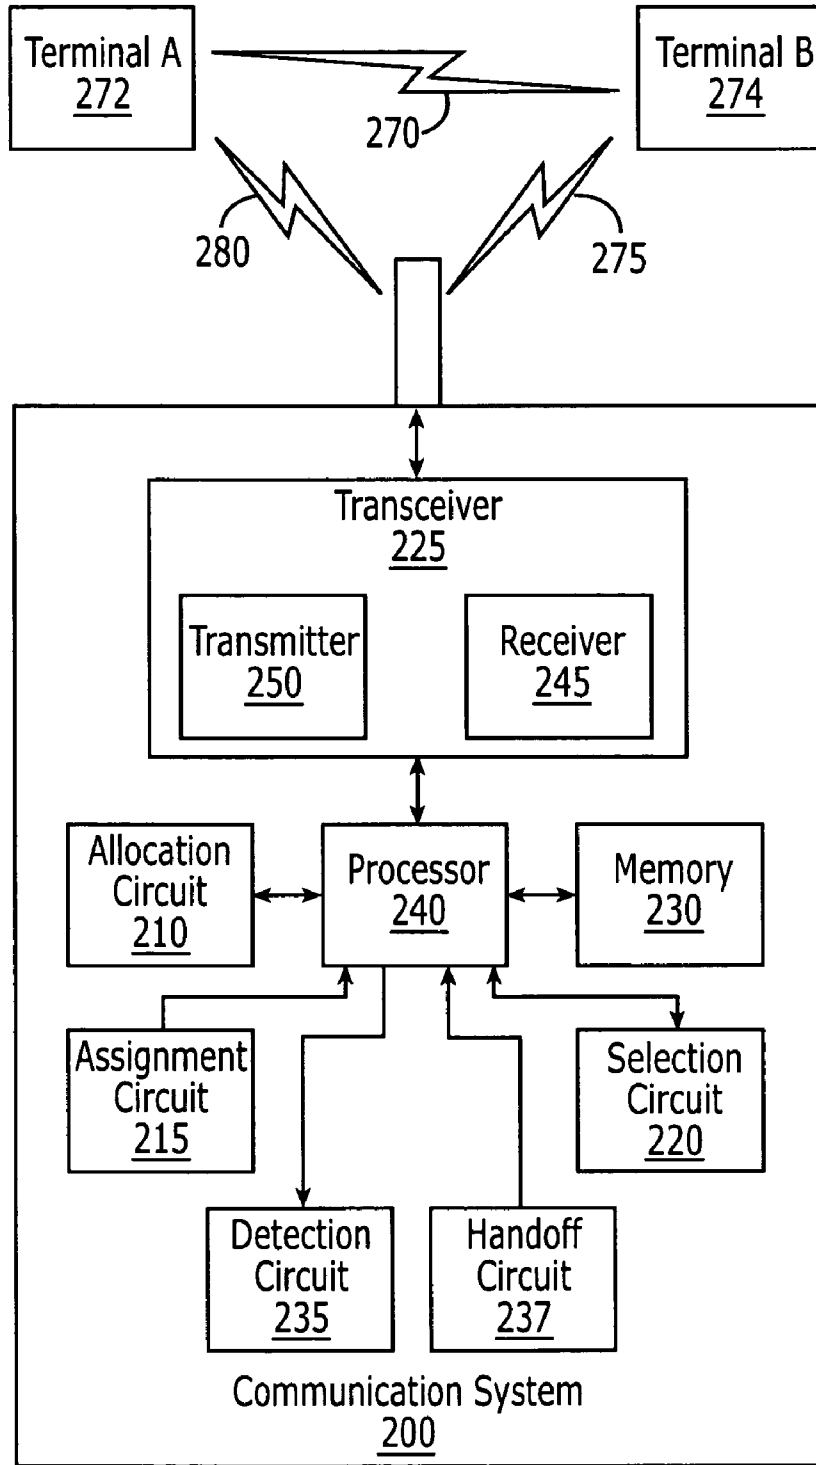 Terminal A
272
Terminal B
274
270
280
275
Transceiver
225
Transmitter
250
Receiver
245
Allocation
Circuit
210
Processor
240
Memory
230
Assignment
Circuit
215
Selection
Circuit
220
Detection
Circuit
235
Handoff
Circuit
237
Communication System
200